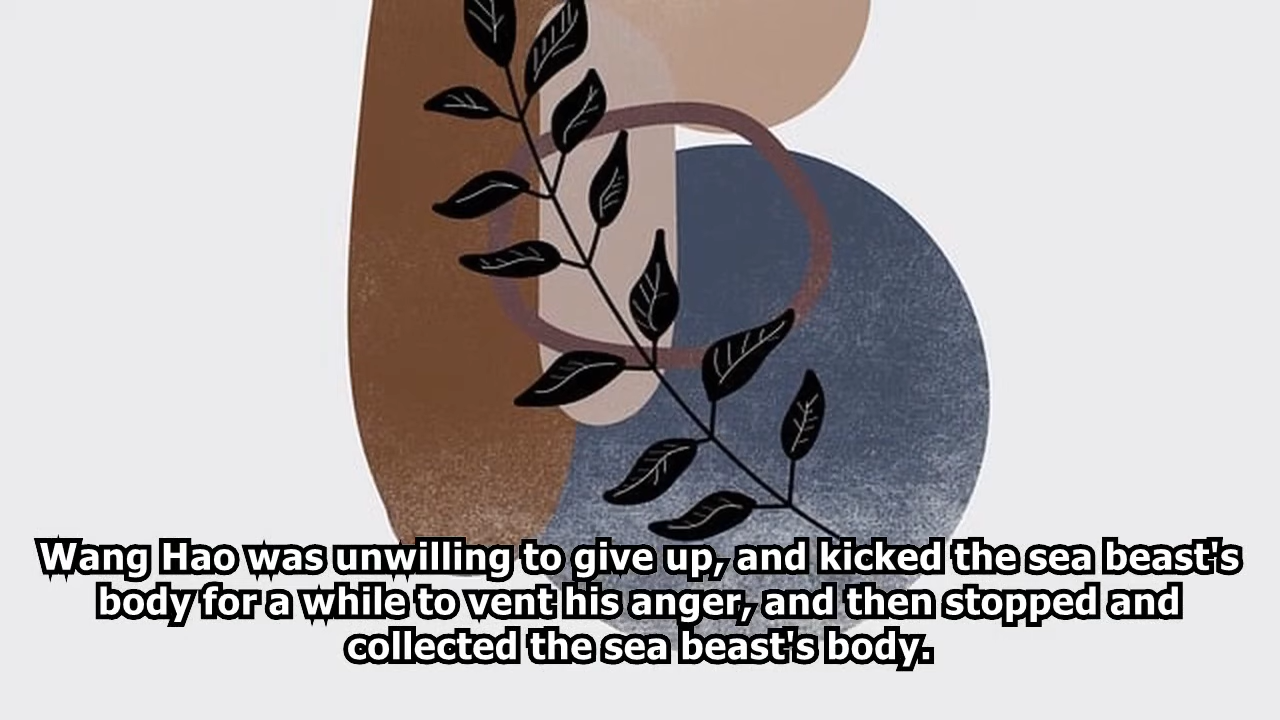 Wang Hao was unwilling to give up, and kicked the sea beast's
body for a while to vent his anger, and then stopped and
collected the sea beast's body.